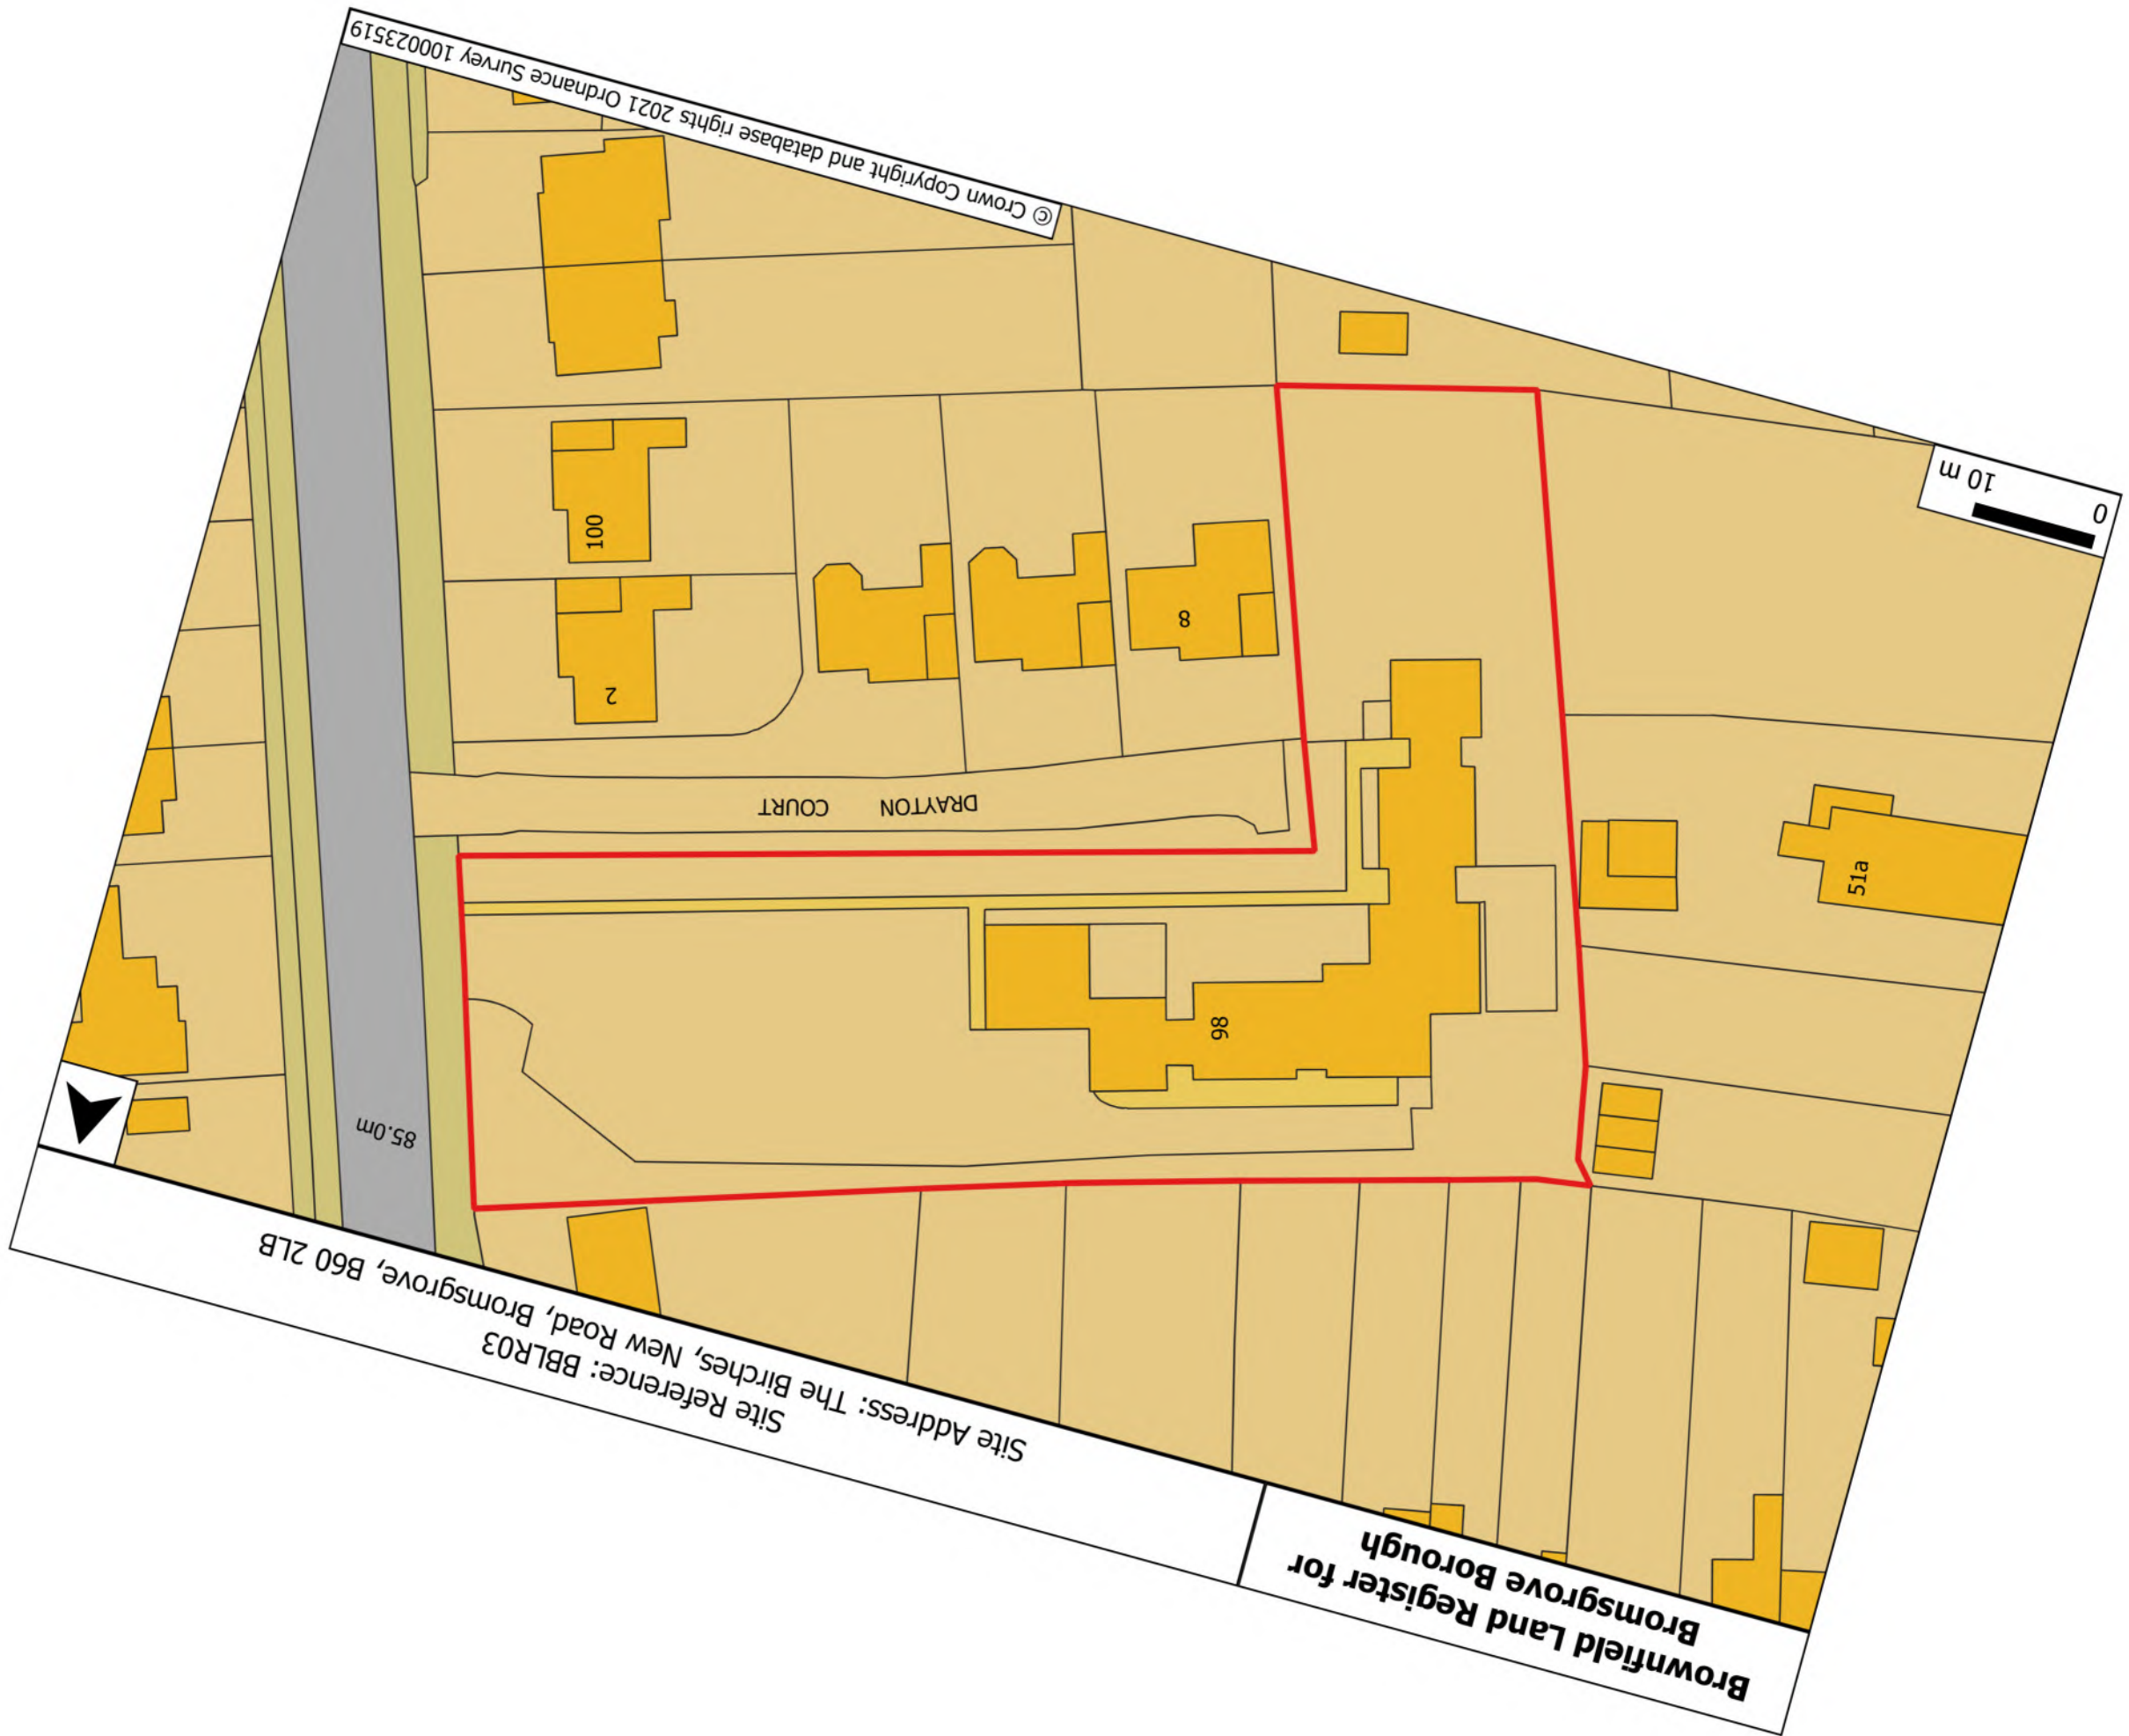 Brownfield Land Register for
Bromsgrove Borough
Site Reference: BBLR03
Site Address: The Birches, New Road, Bromsgrove, B60 2LB
85.0m
98
51a
DRAYTON COURT
2
8
100
0
10 m
© Crown Copyright and database rights 2021 Ordnance Survey 100023519